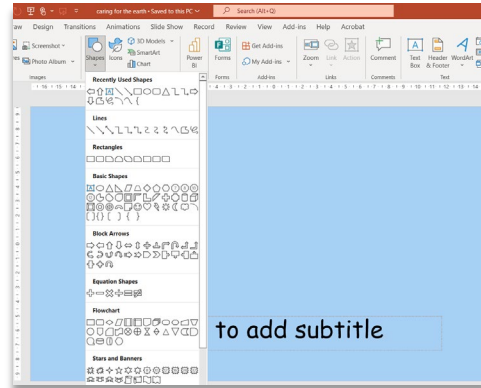 caring for the earth • Saved to this PC
Search (Alt+Q)
aw Design Transitions Animations Slide Show Record Review View Add-ins Help Acrobat
Screenshot
Photo Album
Images
Shapes
Icons
3D Models
SmartArt
Chart
Power BI
Forms
Forms
Get Add-ins
My Add-ins
Add-ins
Zoom Link Action
Links
Comment
Comments
Text Box
Header & Footer
WordArt
Text
Recently Used Shapes
Lines
Rectangles
Basic Shapes
Block Arrows
Equation Shapes
Flowchart
Stars and Banners
to add subtitle